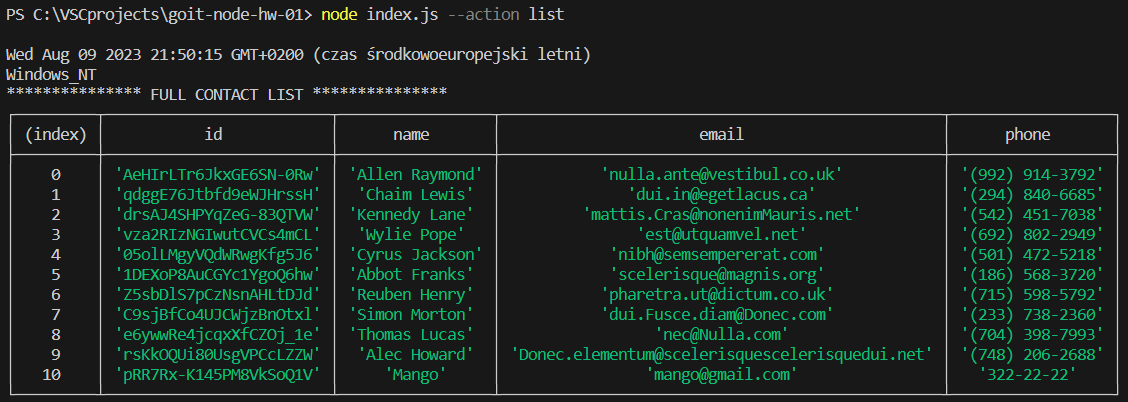 PS C:\VSCprojects\goit-node-hw-01> node index.js --action list
Wed Aug 09 2023 21:50:15 GMT+0200 (czas środkowoeuropejski letni)
Windows_NT
*************** FULL CONTACT LIST ***************
(index) id name email phone
0 'AeHIrLTr6JkxGE6SN-0Rw' 'Allen Raymond' 'nulla.ante@vestibul.co.uk' '(992) 914-3792'
1 'qdggE76Jtbfd9eWJHrssH' 'Chaim Lewis' 'dui.in@egetlacus.ca' '(294) 840-6685'
2 'drsAJ4SHPYqZeG-83QTVW' 'Kennedy Lane' 'mattis.Cras@nonenimMauris.net' '(542) 451-7038'
3 'vza2RIzNGIwutCVCs4mCL' 'Wylie Pope' 'est@utquamvel.net' '(692) 802-2949'
4 '05olLMgyVQdWRwgKfg5J6' 'Cyrus Jackson' 'nibh@semsempererat.com' '(501) 472-5218'
5 '1DEXoP8AuCGYc1YgoQ6hw' 'Abbot Franks' 'scelerisque@magnis.org' '(186) 568-3720'
6 'Z5sbDlS7pCzNsnAHLtDJd' 'Reuben Henry' 'pharetra.ut@dictum.co.uk' '(715) 598-5792'
7 'C9sjBfCo4UJCWjzBnOtxl' 'Simon Morton' 'dui.Fusce.diam@Donec.com' '(233) 738-2360'
8 'e6ywwRe4jcqxXfCZOj_1e' 'Thomas Lucas' 'nec@Nulla.com' '(704) 398-7993'
9 'rsKkOQUi80UsgVPCcLZZW' 'Alec Howard' 'Donec.elementum@scelerisquescelerisquedui.net' '(748) 206-2688'
10 'pRR7Rx-K145PM8VkSoQ1V' 'Mango' 'mango@gmail.com' '322-22-22'